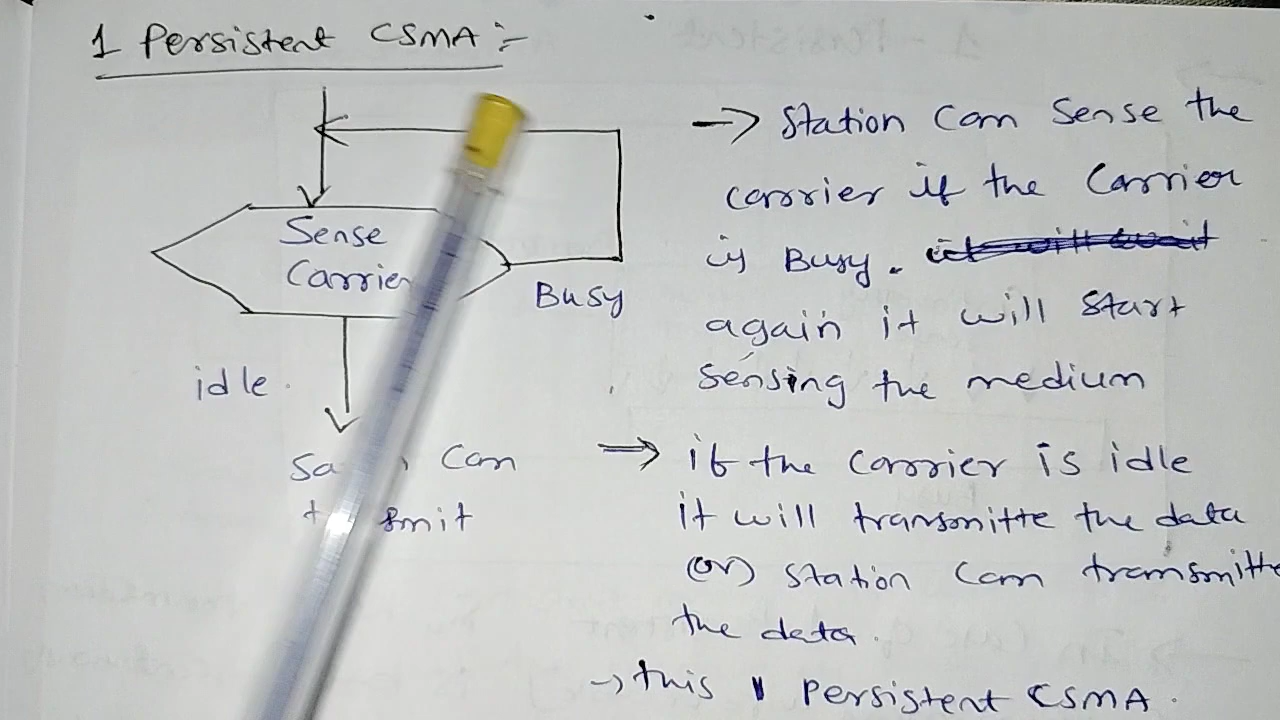 1 Persistent CSMA :-
Sense
Carrier
Busy
idle
can
→ Station can Sense the
carrier if the Carrier
is Busy.
again it will start
sensing the medium
⇒ if the carrier is idle
it will transmitte the data
(or) station can transmitte
the data.
→ this 1 Persistent CSMA.